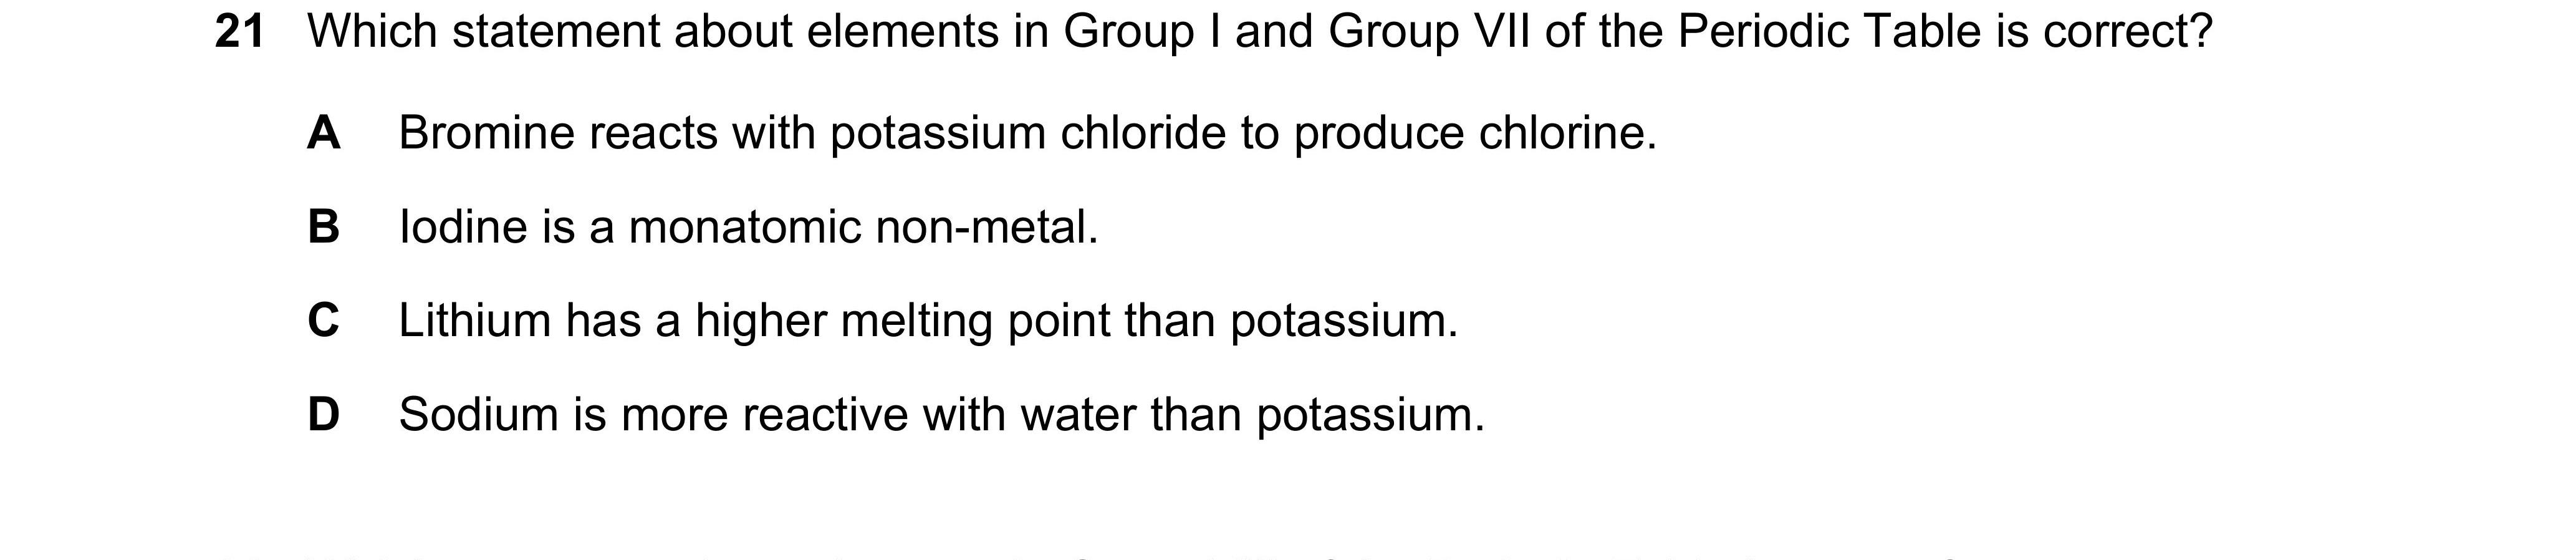 21 Which statement about elements in Group I and Group VII of the Periodic Table is correct?
A Bromine reacts with potassium chloride to produce chlorine.
B Iodine is a monatomic non-metal.
C Lithium has a higher melting point than potassium.
D Sodium is more reactive with water than potassium.